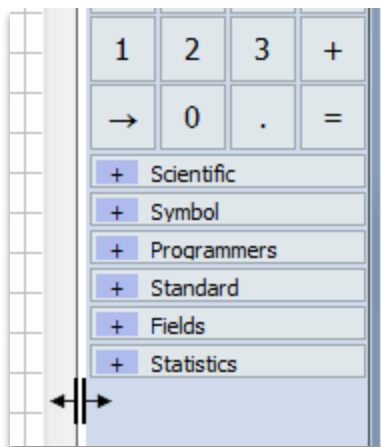 1 2 3 +
→ 0 . =
+ Scientific
+ Symbol
+ Programmers
+ Standard
+ Fields
+ Statistics